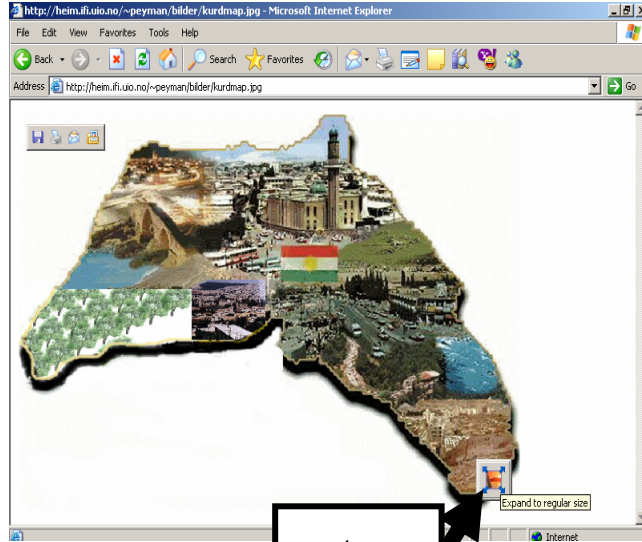 http://heim.ifi.uio.no/~peyman/bilder/kurdmap.jpg - Microsoft Internet Explorer
File Edit View Favorites Tools Help
Back Search Favorites
Address http://heim.ifi.uio.no/~peyman/bilder/kurdmap.jpg Go
Expand to regular size
Internet